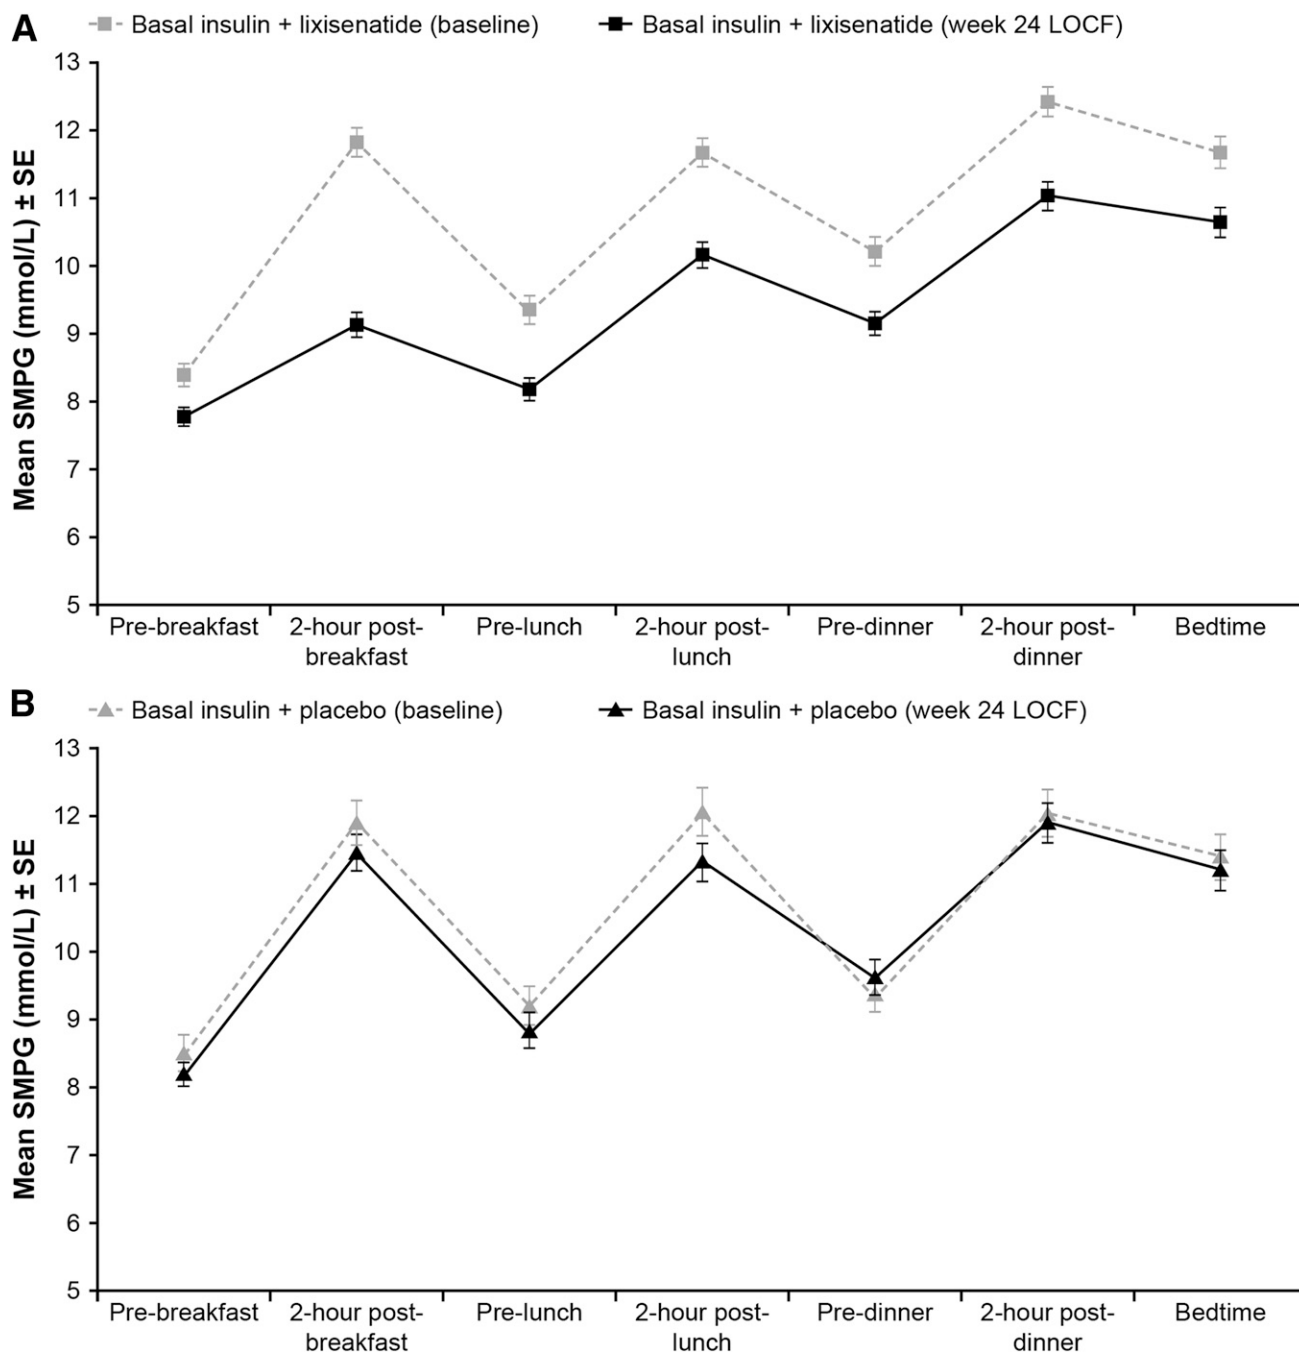 A
Basal insulin + lixisenatide (baseline) Basal insulin + lixisenatide (week 24 LOCF)
Mean SMPG (mmol/L) ± SE
13
12
11
10
9
8
7
6
5
Pre-breakfast 2-hour post- Pre-lunch 2-hour post- Pre-dinner 2-hour post- Bedtime
breakfast lunch dinner
B
Basal insulin + placebo (baseline) Basal insulin + placebo (week 24 LOCF)
Mean SMPG (mmol/L) ± SE
13
12
11
10
9
8
7
6
5
Pre-breakfast 2-hour post- Pre-lunch 2-hour post- Pre-dinner 2-hour post- Bedtime
breakfast lunch dinner